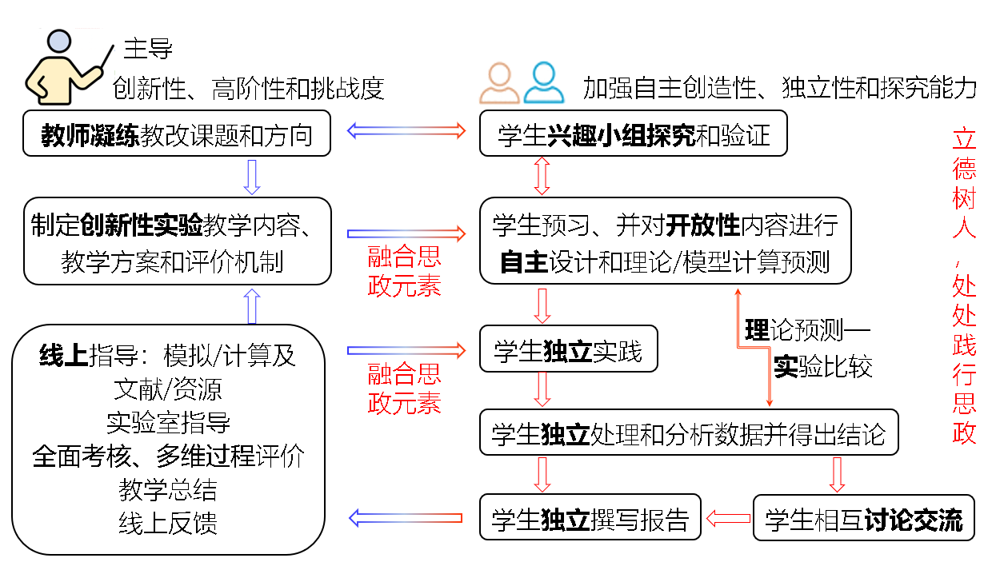 主导
创新性、高阶性和挑战度
教师凝练教改课题和方向
制定创新性实验教学内容、
教学方案和评价机制
线上指导：模拟/计算及
文献/资源
实验室指导
全面考核、多维过程评价
教学总结
线上反馈
融合思
政元素
融合思
政元素
加强自主创造性、独立性和探究能力
学生兴趣小组探究和验证
学生预习、并对开放性内容进行
自主设计和理论/模型计算预测
学生独立实践
理论预测—
实验比较
学生独立处理和分析数据并得出结论
学生独立撰写报告
学生相互讨论交流
立德树人，处处践行思政